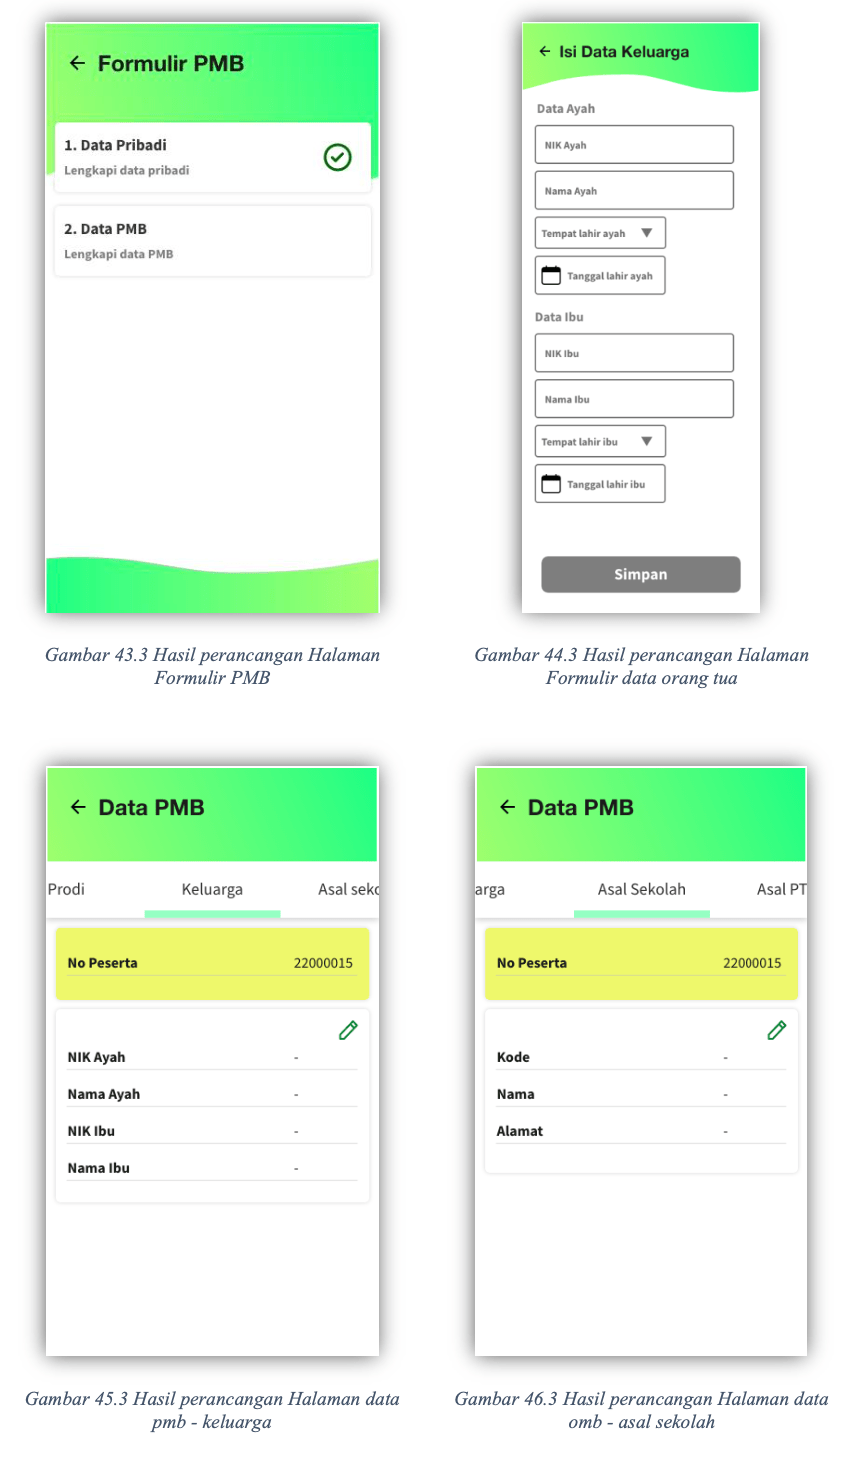 Formulir PMB
1. Data Pribadi
Lengkapi data pribadi
2. Data PMB
Lengkapi data PMB
Gambar 43.3 Hasil perancangan Halaman
Formulir PMB
Isi Data Keluarga
Data Ayah
NIK Ayah
Nama Ayah
Tempat lahir ayah
Tanggal lahir ayah
Data Ibu
NIK Ibu
Nama Ibu
Tempat lahir ibu
Tanggal lahir ibu
Simpan
Gambar 44.3 Hasil perancangan Halaman
Formulir data orang tua
Data PMB
Prodi Keluarga Asal seko
No Peserta 22000015
NIK Ayah -
Nama Ayah -
NIK Ibu -
Nama Ibu -
Gambar 45.3 Hasil perancangan Halaman data
pmb - keluarga
Data PMB
arga Asal Sekolah Asal PT
No Peserta 22000015
Kode -
Nama -
Alamat -
Gambar 46.3 Hasil perancangan Halaman data
omb - asal sekolah